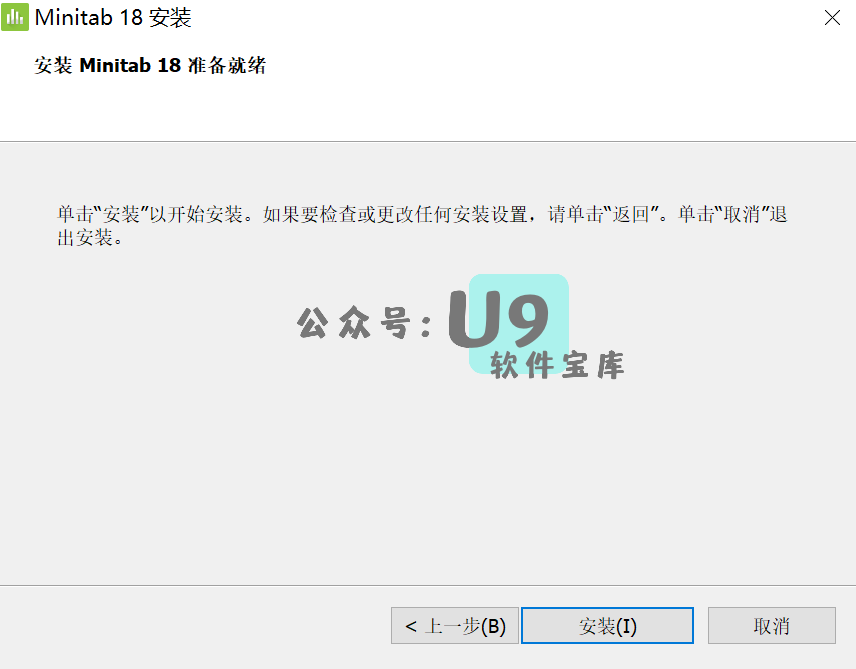 Minitab 18 安装
安装 Minitab 18 准备就绪
单击“安装”以开始安装。如果要检查或更改任何安装设置，请单击“返回”。单击“取消”退
出安装。
公众号：U9
软件宝库
< 上一步(B) 安装(I) 取消